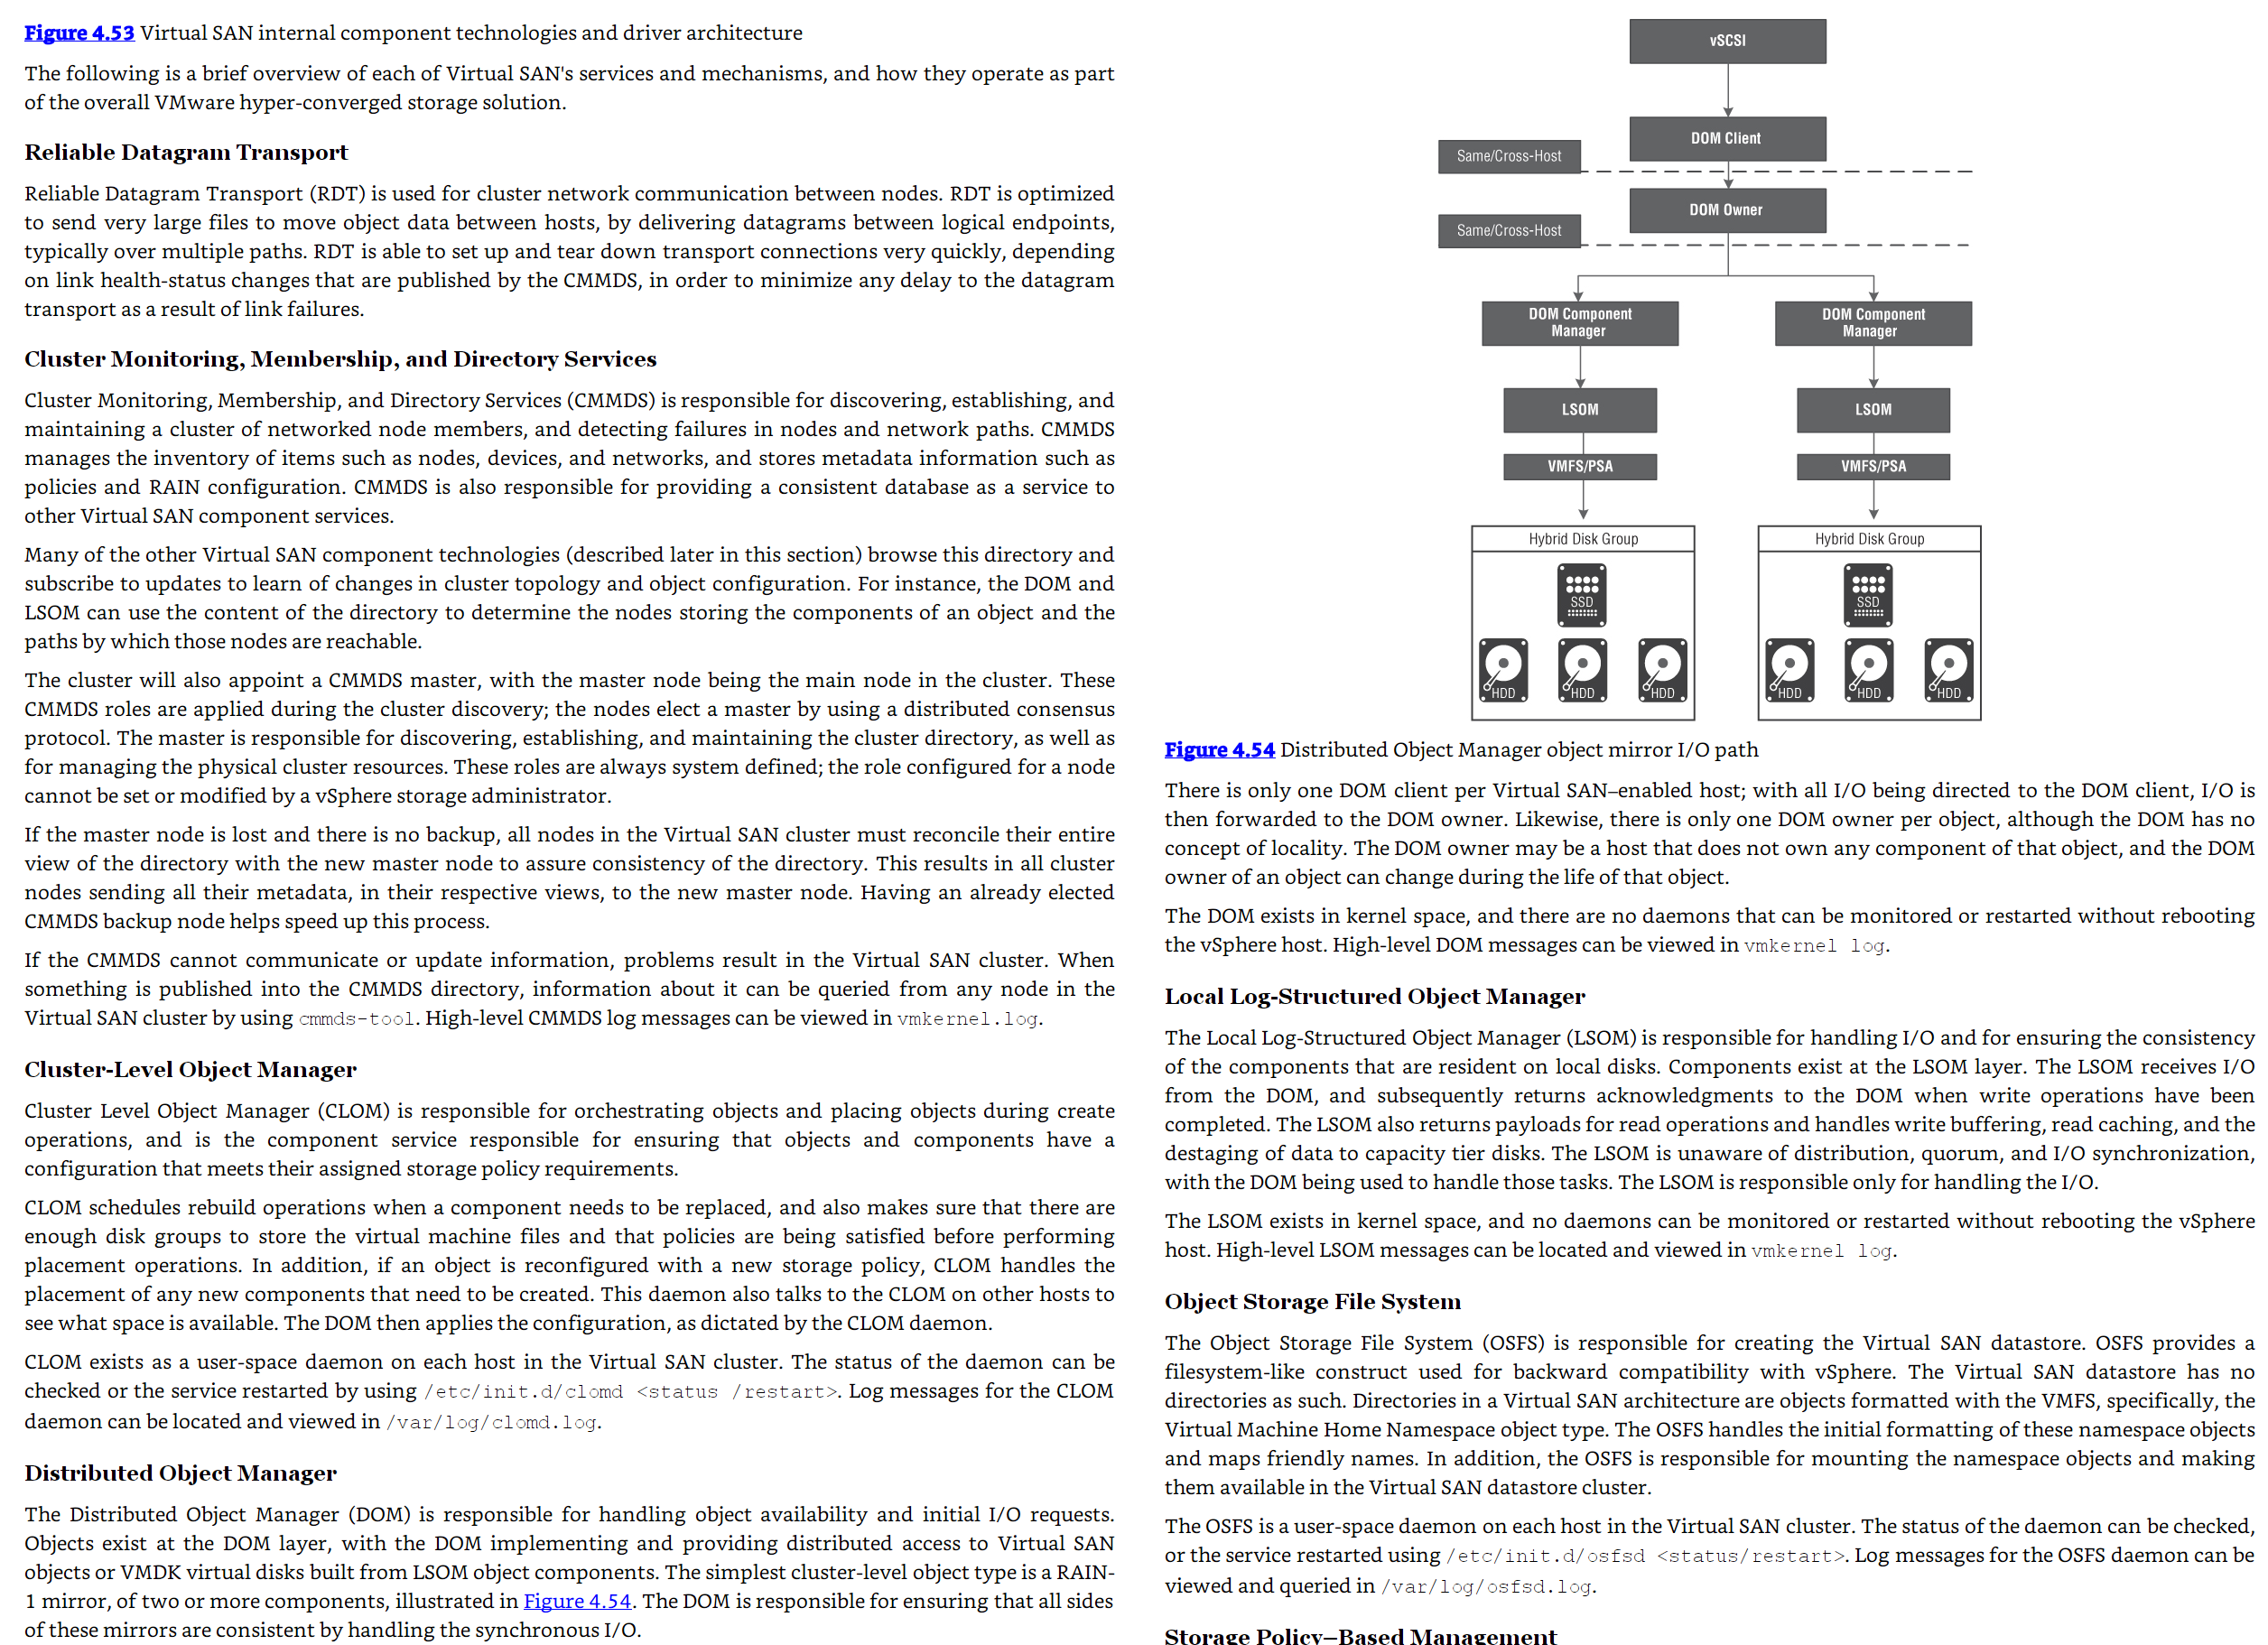 Figure 4.53 Virtual SAN internal component technologies and driver architecture
The following is a brief overview of each of Virtual SAN's services and mechanisms, and how they operate as part
of the overall VMware hyper-converged storage solution.
Reliable Datagram Transport
Reliable Datagram Transport (RDT) is used for cluster network communication between nodes. RDT is optimized
to send very large files to move object data between hosts, by delivering datagrams between logical endpoints,
typically over multiple paths. RDT is able to set up and tear down transport connections very quickly, depending
on link health-status changes that are published by the CMMDS, in order to minimize any delay to the datagram
transport as a result of link failures.
Cluster Monitoring, Membership, and Directory Services
Cluster Monitoring, Membership, and Directory Services (CMMDS) is responsible for discovering, establishing, and
maintaining a cluster of networked node members, and detecting failures in nodes and network paths. CMMDS
manages the inventory of items such as nodes, devices, and networks, and stores metadata information such as
policies and RAIN configuration. CMMDS is also responsible for providing a consistent database as a service to
other Virtual SAN component services.
Many of the other Virtual SAN component technologies (described later in this section) browse this directory and
subscribe to updates to learn of changes in cluster topology and object configuration. For instance, the DOM and
LSOM can use the content of the directory to determine the nodes storing the components of an object and the
paths by which those nodes are reachable.
The cluster will also appoint a CMMDS master, with the master node being the main node in the cluster. These
CMMDS roles are applied during the cluster discovery; the nodes elect a master by using a distributed consensus
protocol. The master is responsible for discovering, establishing, and maintaining the cluster directory, as well as
for managing the physical cluster resources. These roles are always system defined; the role configured for a node
cannot be set or modified by a vSphere storage administrator.
If the master node is lost and there is no backup, all nodes in the Virtual SAN cluster must reconcile their entire
view of the directory with the new master node to assure consistency of the directory. This results in all cluster
nodes sending all their metadata, in their respective views, to the new master node. Having an already elected
CMMDS backup node helps speed up this process.
If the CMMDS cannot communicate or update information, problems result in the Virtual SAN cluster. When
something is published into the CMMDS directory, information about it can be queried from any node in the
Virtual SAN cluster by using cmmds-tool. High-level CMMDS log messages can be viewed in vmkernel.log.
Cluster-Level Object Manager
Cluster Level Object Manager (CLOM) is responsible for orchestrating objects and placing objects during create
operations, and is the component service responsible for ensuring that objects and components have a
configuration that meets their assigned storage policy requirements.
CLOM schedules rebuild operations when a component needs to be replaced, and also makes sure that there are
enough disk groups to store the virtual machine files and that policies are being satisfied before performing
placement operations. In addition, if an object is reconfigured with a new storage policy, CLOM handles the
placement of any new components that need to be created. This daemon also talks to the CLOM on other hosts to
see what space is available. The DOM then applies the configuration, as dictated by the CLOM daemon.
CLOM exists as a user-space daemon on each host in the Virtual SAN cluster. The status of the daemon can be
checked or the service restarted by using /etc/init.d/clomd <status /restart>. Log messages for the CLOM
daemon can be located and viewed in /var/log/clomd.log.
Distributed Object Manager
The Distributed Object Manager (DOM) is responsible for handling object availability and initial I/O requests.
Objects exist at the DOM layer, with the DOM implementing and providing distributed access to Virtual SAN
objects or VMDK virtual disks built from LSOM object components. The simplest cluster-level object type is a RAIN-
1 mirror, of two or more components, illustrated in Figure 4.54. The DOM is responsible for ensuring that all sides
of these mirrors are consistent by handling the synchronous I/O.
vSCSI
DOM Client
Same/Cross-Host
DOM Owner
Same/Cross-Host
DOM Component
Manager
DOM Component
Manager
LSOM
LSOM
VMFS/PSA
VMFS/PSA
Hybrid Disk Group
Hybrid Disk Group
SSD
SSD
HDD
HDD
HDD
HDD
HDD
HDD
Figure 4.54 Distributed Object Manager object mirror I/O path
There is only one DOM client per Virtual SAN–enabled host; with all I/O being directed to the DOM client, I/O is
then forwarded to the DOM owner. Likewise, there is only one DOM owner per object, although the DOM has no
concept of locality. The DOM owner may be a host that does not own any component of that object, and the DOM
owner of an object can change during the life of that object.
The DOM exists in kernel space, and there are no daemons that can be monitored or restarted without rebooting
the vSphere host. High-level DOM messages can be viewed in vmkernel log.
Local Log-Structured Object Manager
The Local Log-Structured Object Manager (LSOM) is responsible for handling I/O and for ensuring the consistency
of the components that are resident on local disks. Components exist at the LSOM layer. The LSOM receives I/O
from the DOM, and subsequently returns acknowledgments to the DOM when write operations have been
completed. The LSOM also returns payloads for read operations and handles write buffering, read caching, and the
destaging of data to capacity tier disks. The LSOM is unaware of distribution, quorum, and I/O synchronization,
with the DOM being used to handle those tasks. The LSOM is responsible only for handling the I/O.
The LSOM exists in kernel space, and no daemons can be monitored or restarted without rebooting the vSphere
host. High-level LSOM messages can be located and viewed in vmkernel log.
Object Storage File System
The Object Storage File System (OSFS) is responsible for creating the Virtual SAN datastore. OSFS provides a
filesystem-like construct used for backward compatibility with vSphere. The Virtual SAN datastore has no
directories as such. Directories in a Virtual SAN architecture are objects formatted with the VMFS, specifically, the
Virtual Machine Home Namespace object type. The OSFS handles the initial formatting of these namespace objects
and maps friendly names. In addition, the OSFS is responsible for mounting the namespace objects and making
them available in the Virtual SAN datastore cluster.
The OSFS is a user-space daemon on each host in the Virtual SAN cluster. The status of the daemon can be checked,
or the service restarted using /etc/init.d/osfsd <status/restart>. Log messages for the OSFS daemon can be
viewed and queried in /var/log/osfsd.log.
Storage Policy–Based Management